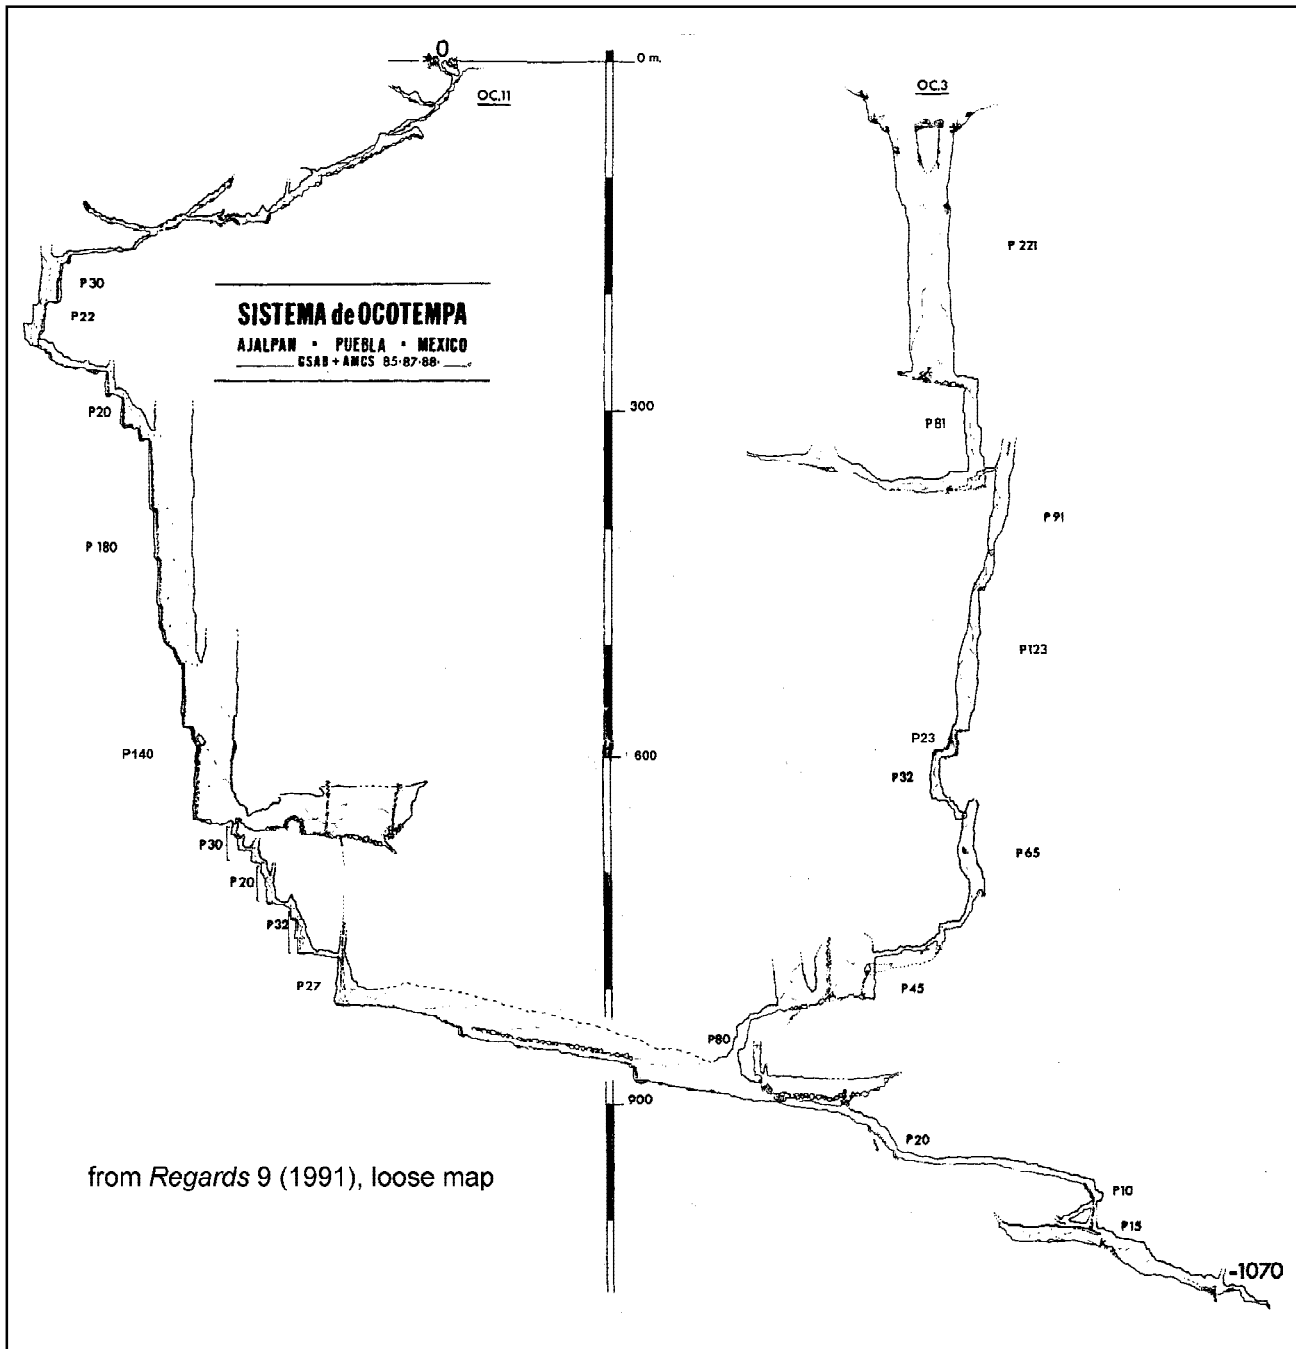 0
0 m.
OC.11
OC.3
P 221
P30
P22
SISTEMA de OCOTEMPA
AJALPAN • PUEBLA • MEXICO
GSAB + AMCS 85·87·88·
300
P20
P81
P 180
P91
P123
P140
600
P23
P32
P30
P65
P20
P32
P27
P45
P80
900
P20
from Regards 9 (1991), loose map
P10
P15
-1070